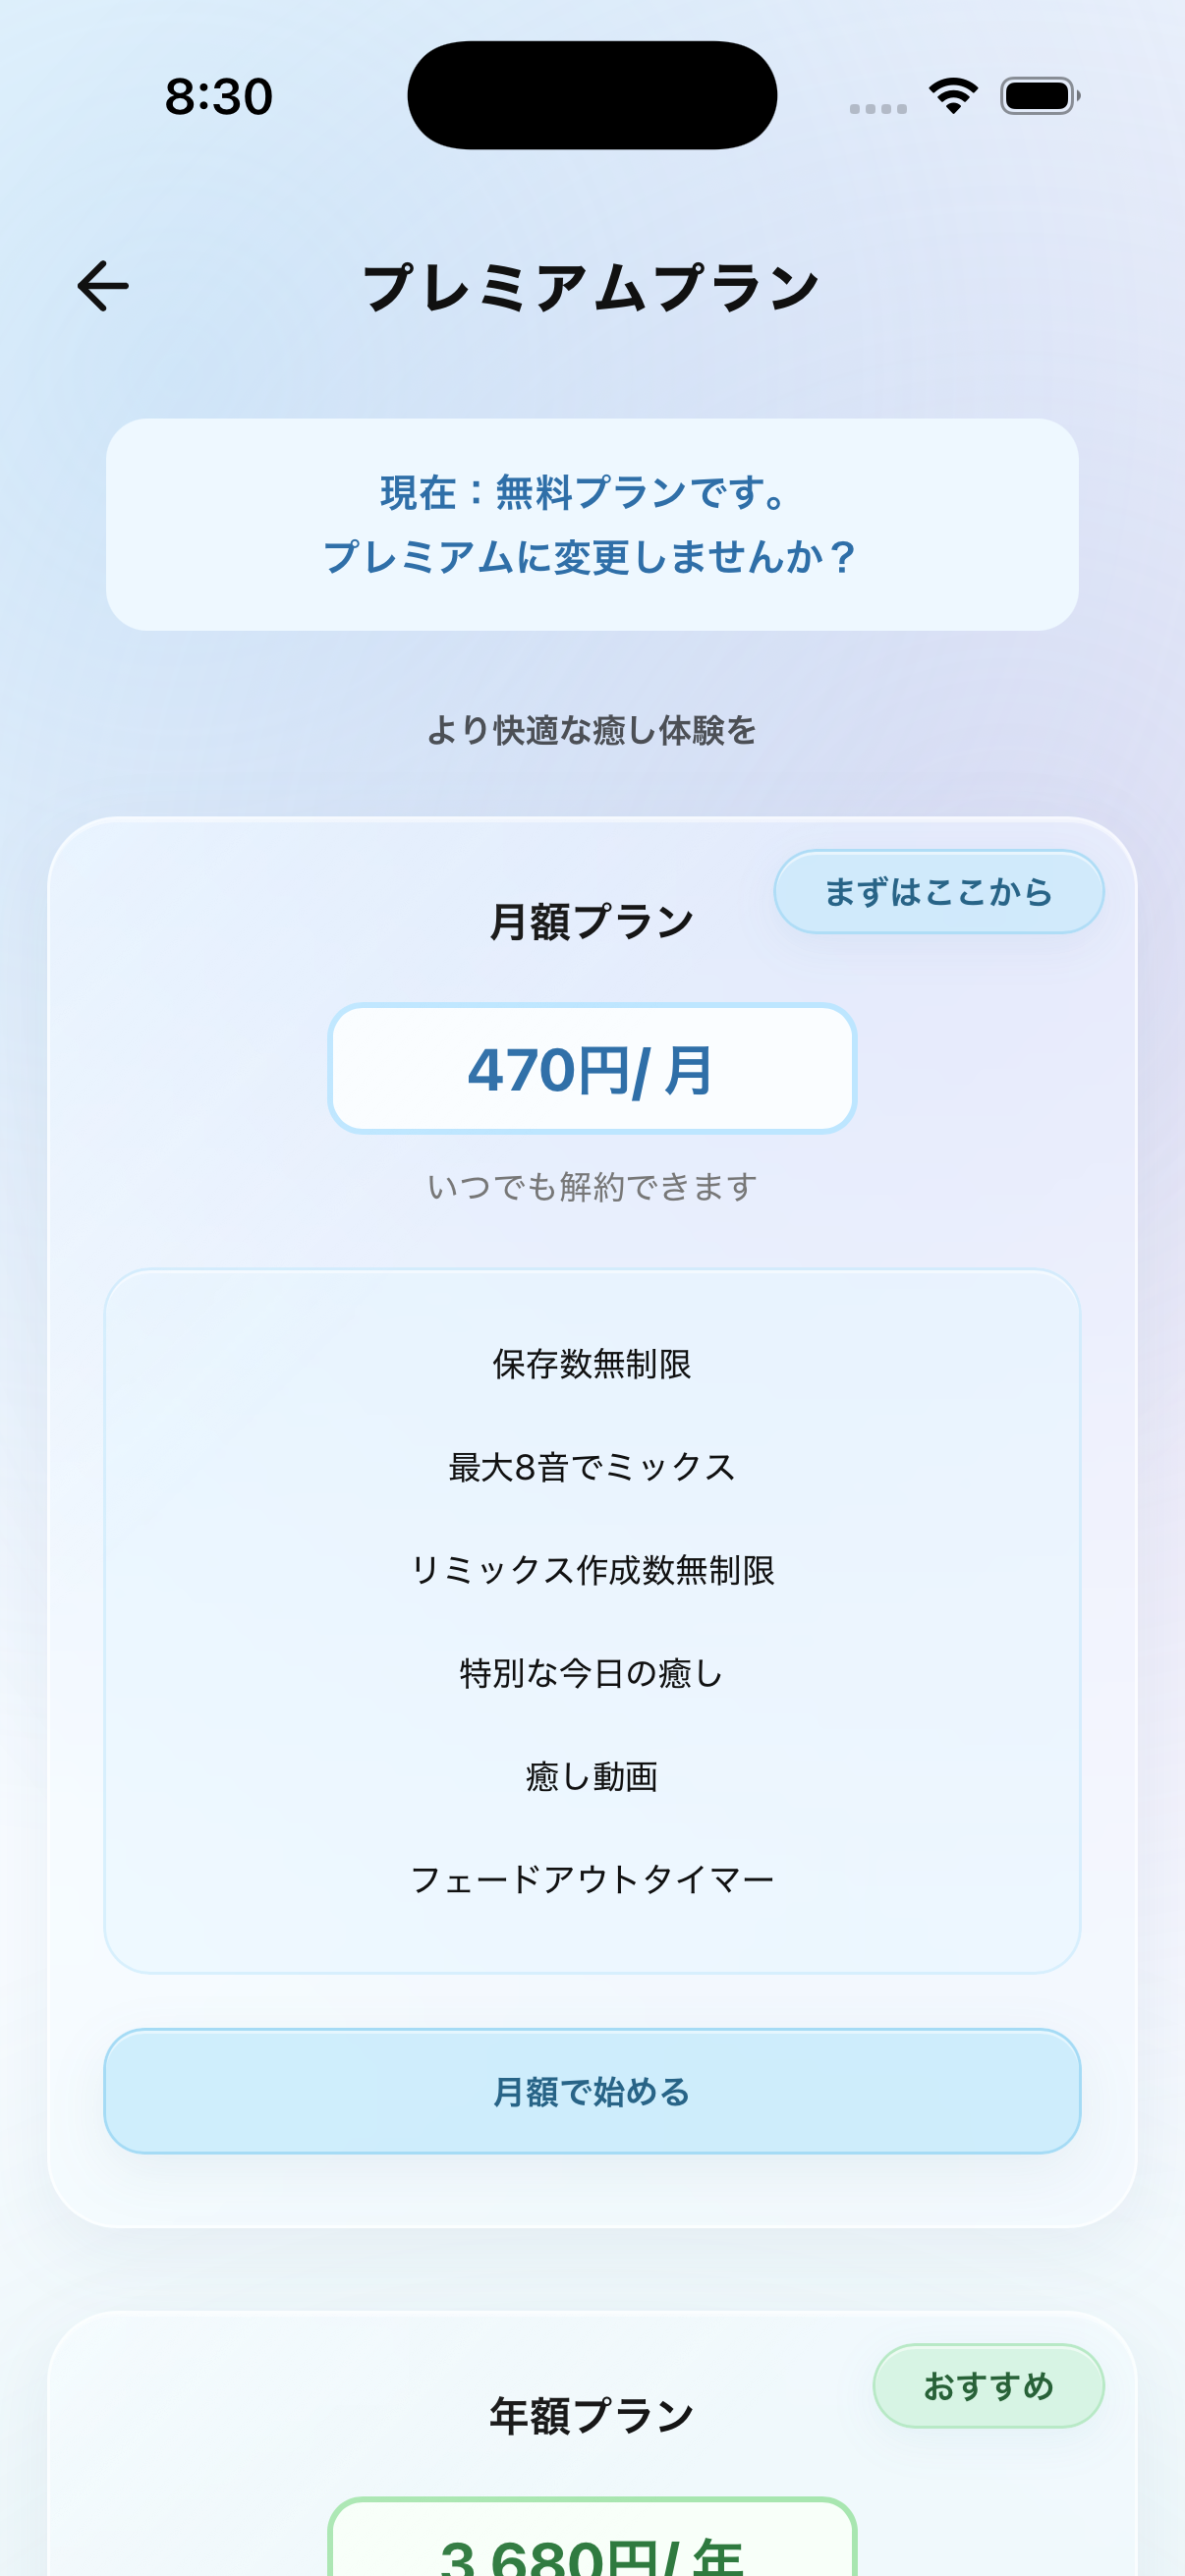 8:30
プレミアムプラン
現在：無料プランです。
プレミアムに変更しませんか？
より快適な癒し体験を
まずはここから
月額プラン
470円/ 月
いつでも解約できます
保存数無制限
最大8音でミックス
リミックス作成数無制限
特別な今日の癒し
癒し動画
フェードアウトタイマー
月額で始める
おすすめ
年額プラン
3,680円/ 年